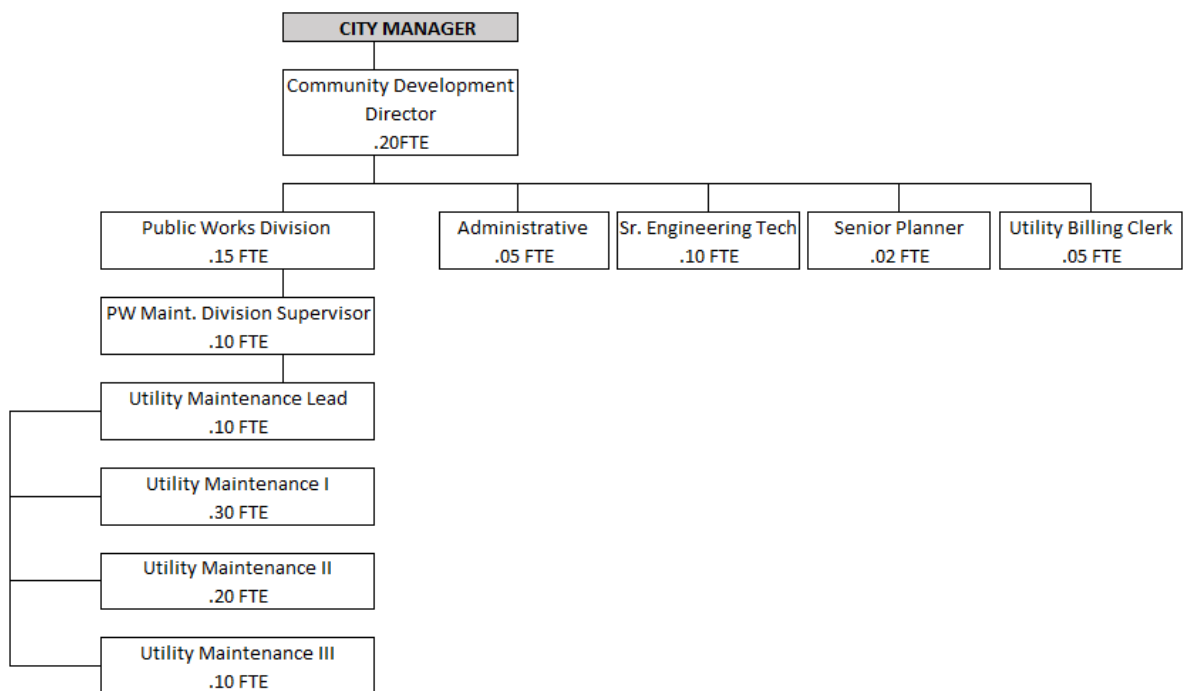 CITY MANAGER
Community Development
Director
.20FTE
Public Works Division
.15 FTE
Administrative
.05 FTE
Sr. Engineering Tech
.10 FTE
Senior Planner
.02 FTE
Utility Billing Clerk
.05 FTE
PW Maint. Division Supervisor
.10 FTE
Utility Maintenance Lead
.10 FTE
Utility Maintenance I
.30 FTE
Utility Maintenance II
.20 FTE
Utility Maintenance III
.10 FTE